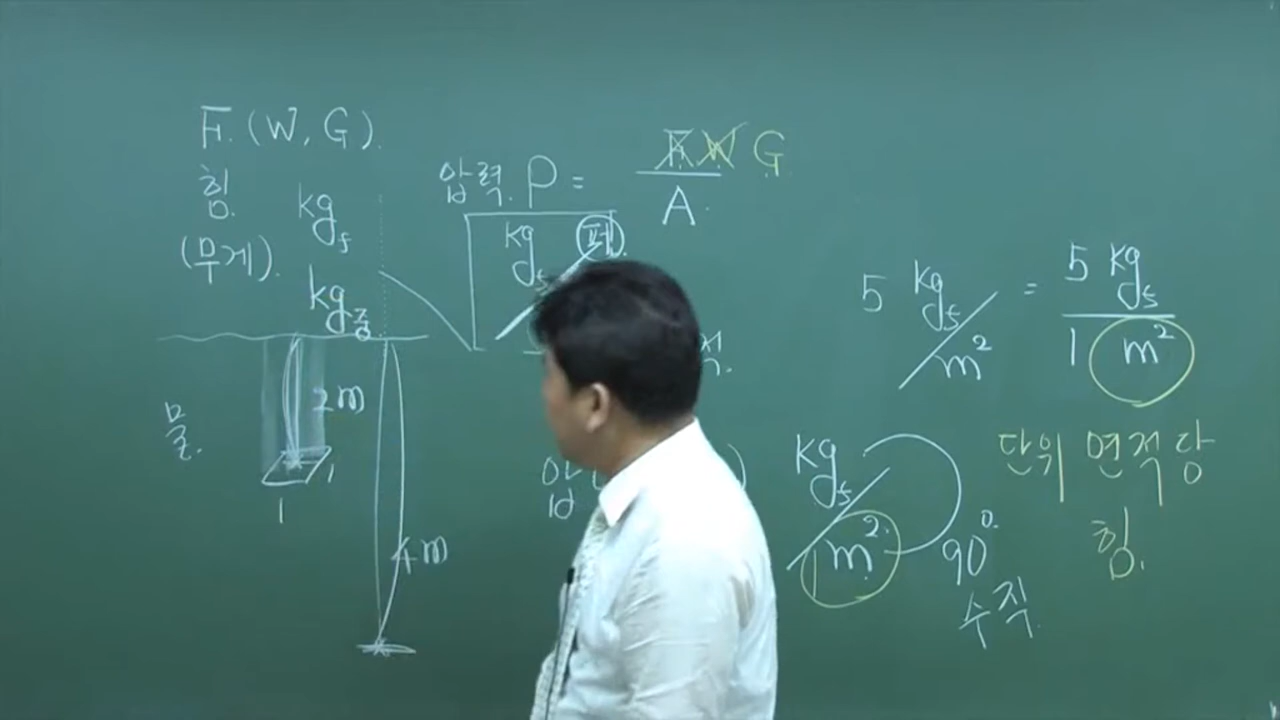 F. (W, G).
힘.
(무게).
kgf
kg중
압력. P = F W G / A.
kgf
5 kgf / m² = 5 kgf / 1 m²
물.
2m
1
1
4m
kgf / 1 m²
90°
수직.
단위 면적당
힘.